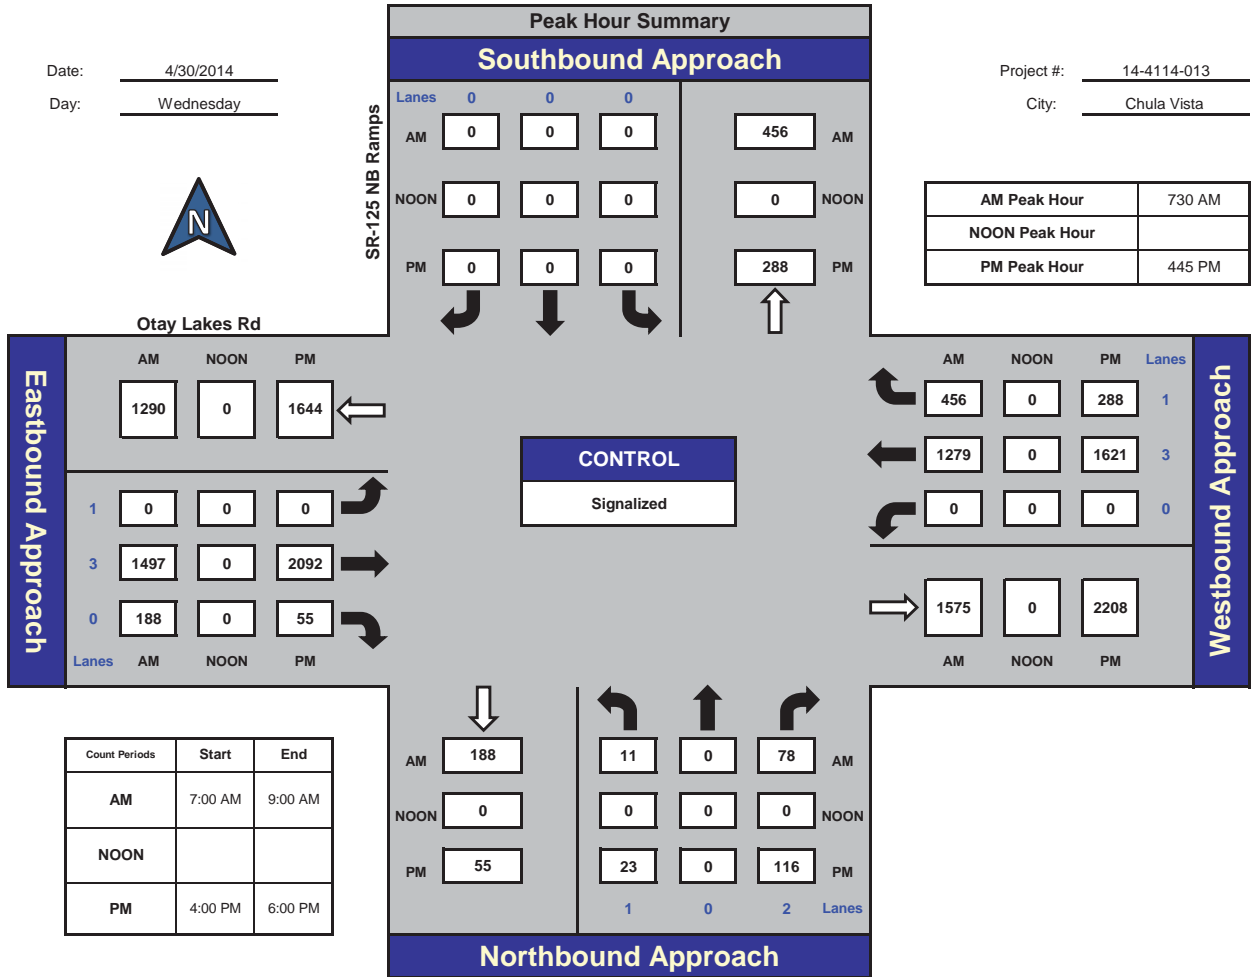 Peak Hour Summary
Southbound Approach
Date: 4/30/2014
Day: Wednesday
Project #: 14-4114-013
City: Chula Vista
SR-125 NB Ramps
Lanes 0 0 0
AM 0 0 0 456 AM
NOON 0 0 0 0 NOON
PM 0 0 0 288 PM
N
AM Peak Hour 730 AM
NOON Peak Hour
PM Peak Hour 445 PM
Otay Lakes Rd
Eastbound Approach
AM NOON PM
1290 0 1644
1 0 0 0
3 1497 0 2092
0 188 0 55
Lanes AM NOON PM
CONTROL
Signalized
AM NOON PM Lanes
456 0 288 1
1279 0 1621 3
0 0 0 0
1575 0 2208
AM NOON PM
Westbound Approach
Count Periods Start End
AM 7:00 AM 9:00 AM
NOON
PM 4:00 PM 6:00 PM
AM 188 11 0 78 AM
NOON 0 0 0 0 NOON
PM 55 23 0 116 PM
1 0 2 Lanes
Northbound Approach